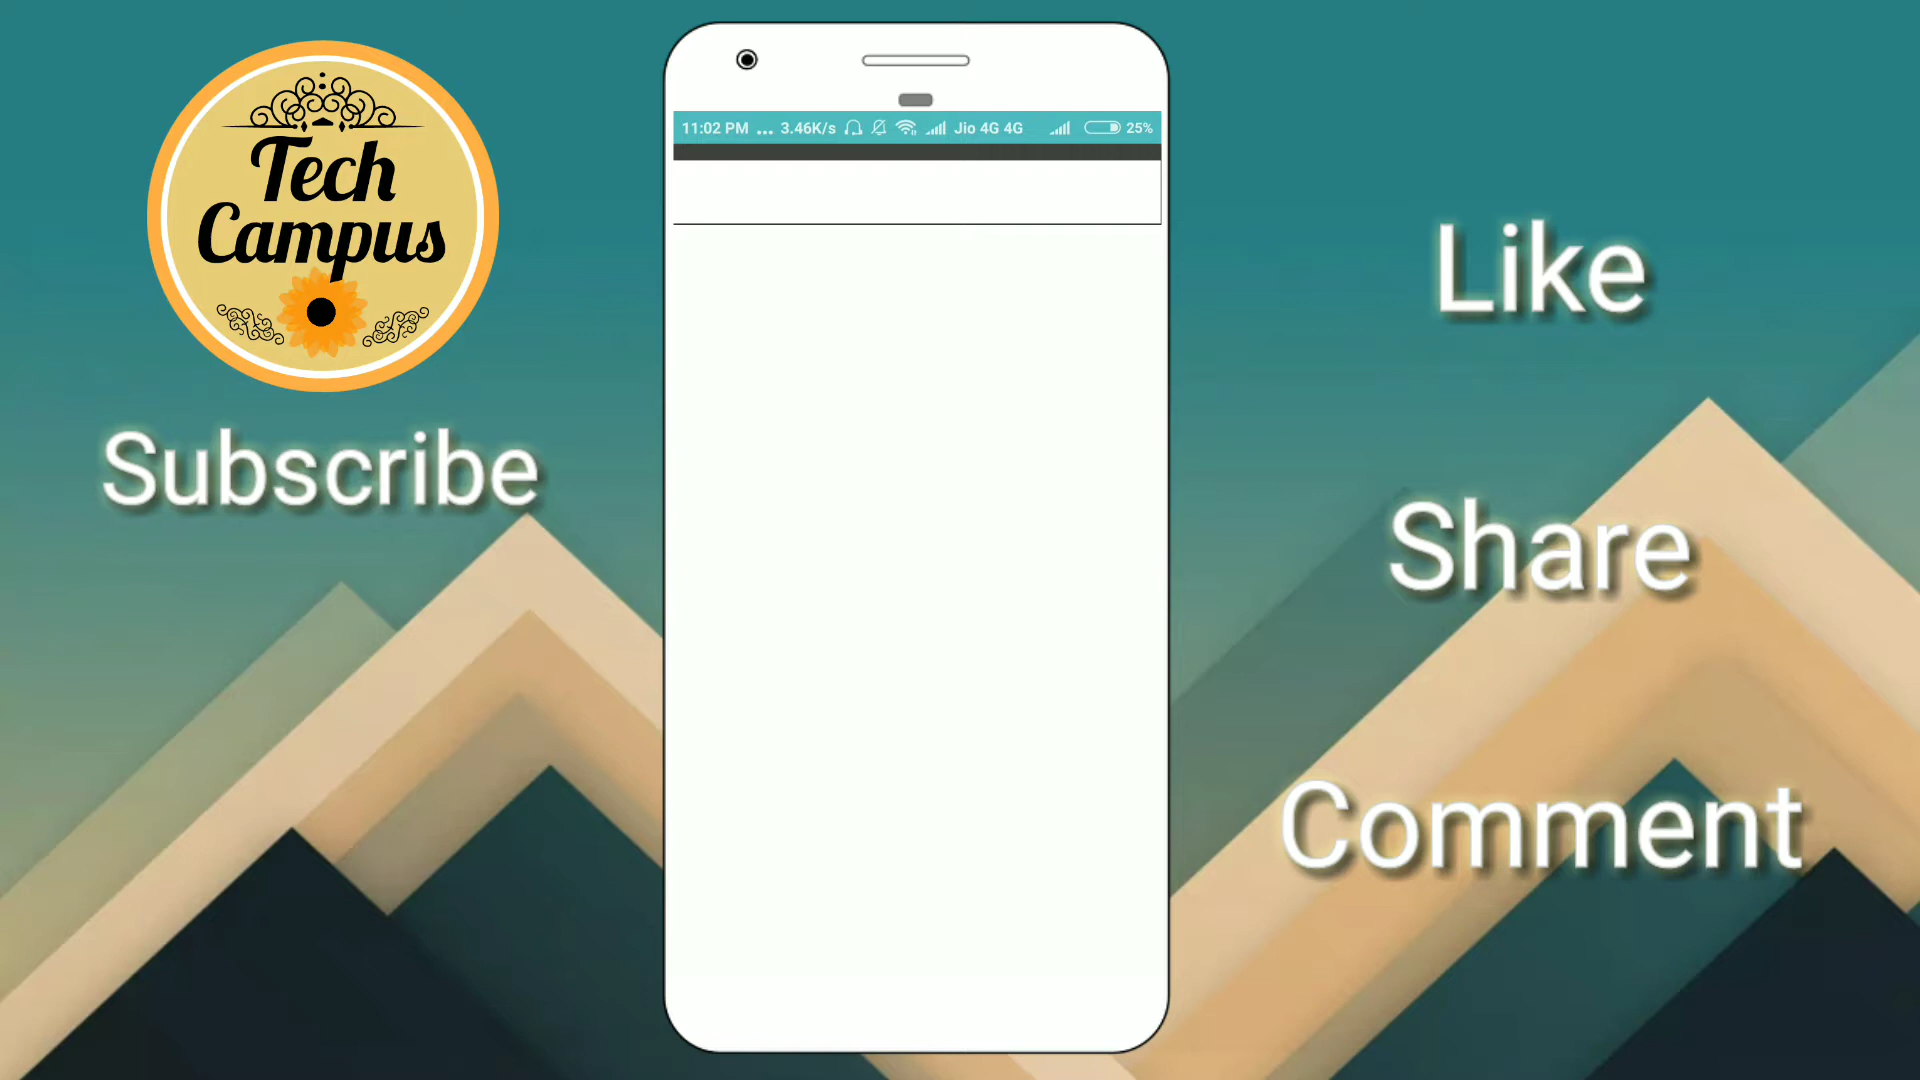 Tech
Campus
Subscribe
11:02 PM ... 3.46K/s Jio 4G 4G 25%
Like
Share
Comment